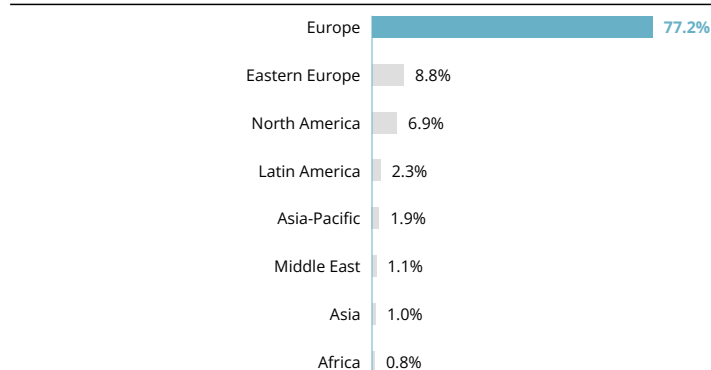 Europe 77.2%
Eastern Europe 8.8%
North America 6.9%
Latin America 2.3%
Asia-Pacific 1.9%
Middle East 1.1%
Asia 1.0%
Africa 0.8%